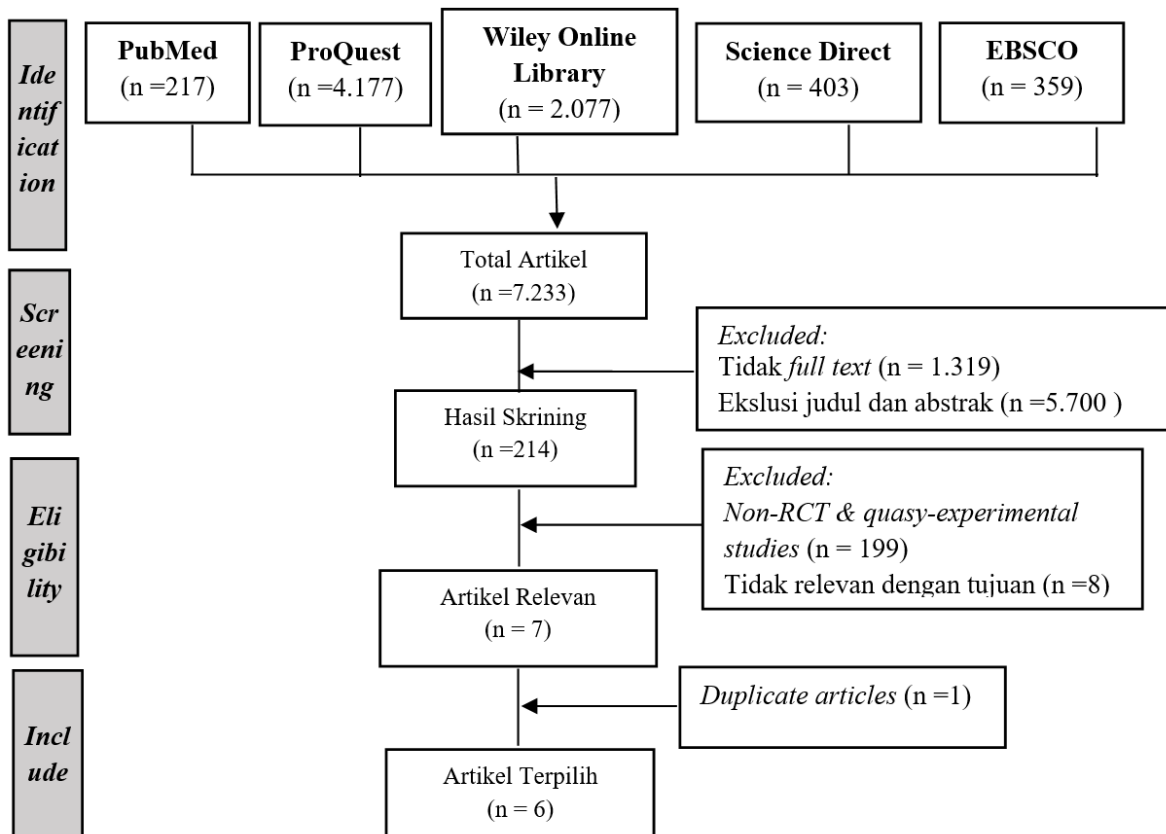 Ide
ntif
icat
ion
PubMed
(n =217)
ProQuest
(n =4.177)
Wiley Online
Library
(n = 2.077)
Science Direct
(n = 403)
EBSCO
(n = 359)
Total Artikel
(n =7.233)
Scr
eeni
ng
Excluded:
Tidak full text (n = 1.319)
Ekslusi judul dan abstrak (n =5.700 )
Hasil Skrining
(n =214)
Eli
gibi
lity
Excluded:
Non-RCT & quasy-experimental
studies (n = 199)
Tidak relevan dengan tujuan (n =8)
Artikel Relevan
(n = 7)
Incl
ude
Duplicate articles (n =1)
Artikel Terpilih
(n = 6)